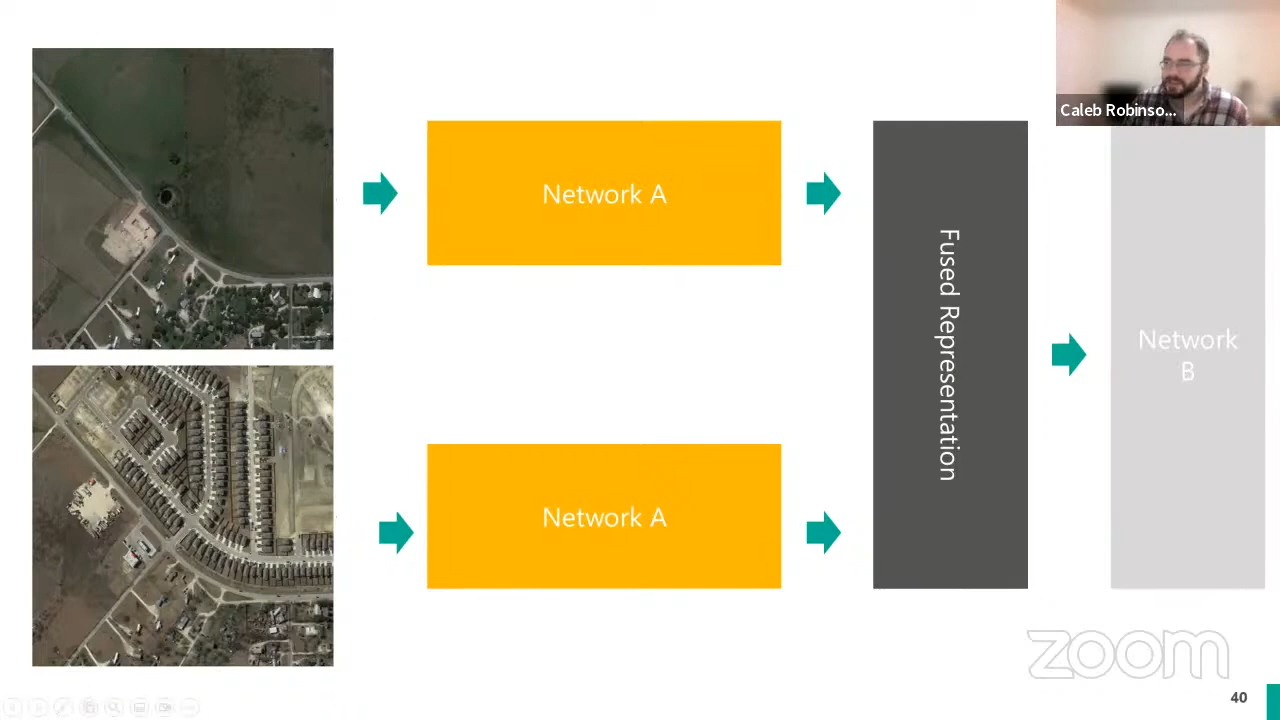 Caleb Robinso...
Network A
Fused Representation
Network
B
Network A
zoom
40